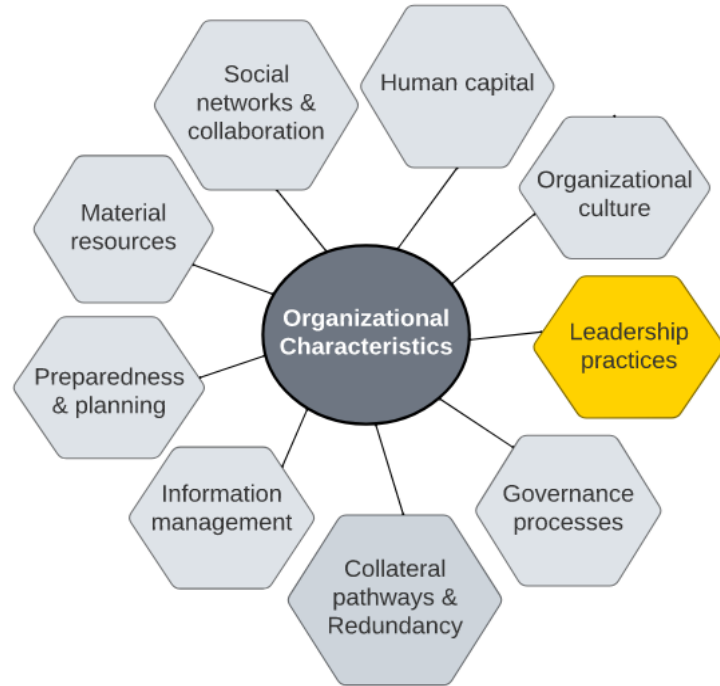 Social
networks &
collaboration
Human capital
Organizational
culture
Material
resources
Organizational
Characteristics
Leadership
practices
Preparedness
& planning
Information
management
Governance
processes
Collateral
pathways &
Redundancy